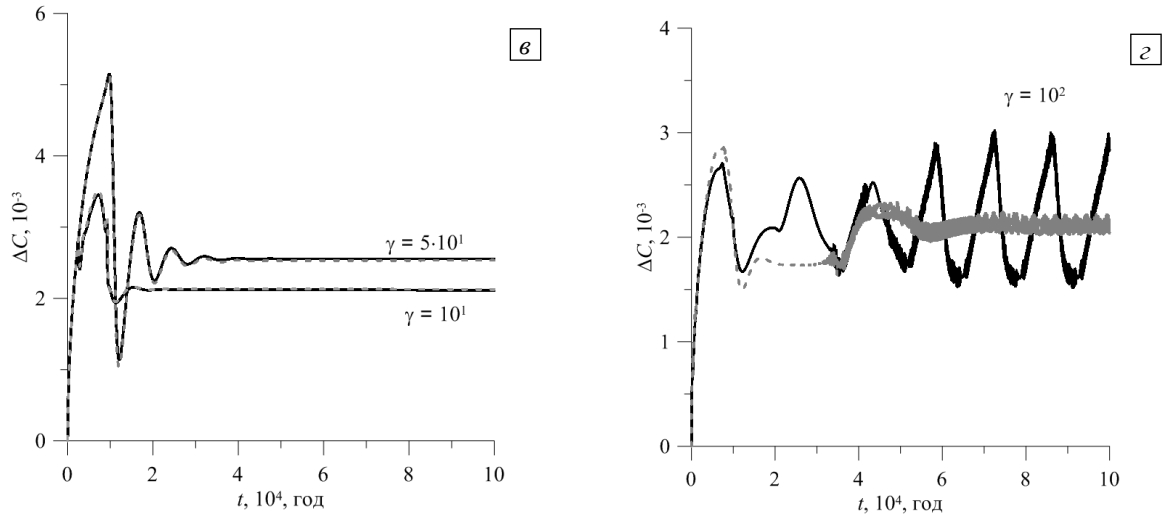 6
в
ΔC, 10⁻³
4
γ = 5·10¹
2
γ = 10¹
0
0 2 4 6 8 10
t, 10⁴, год
4
г
γ = 10²
3
ΔC, 10⁻³
2
1
0
0 2 4 6 8 10
t, 10⁴, год